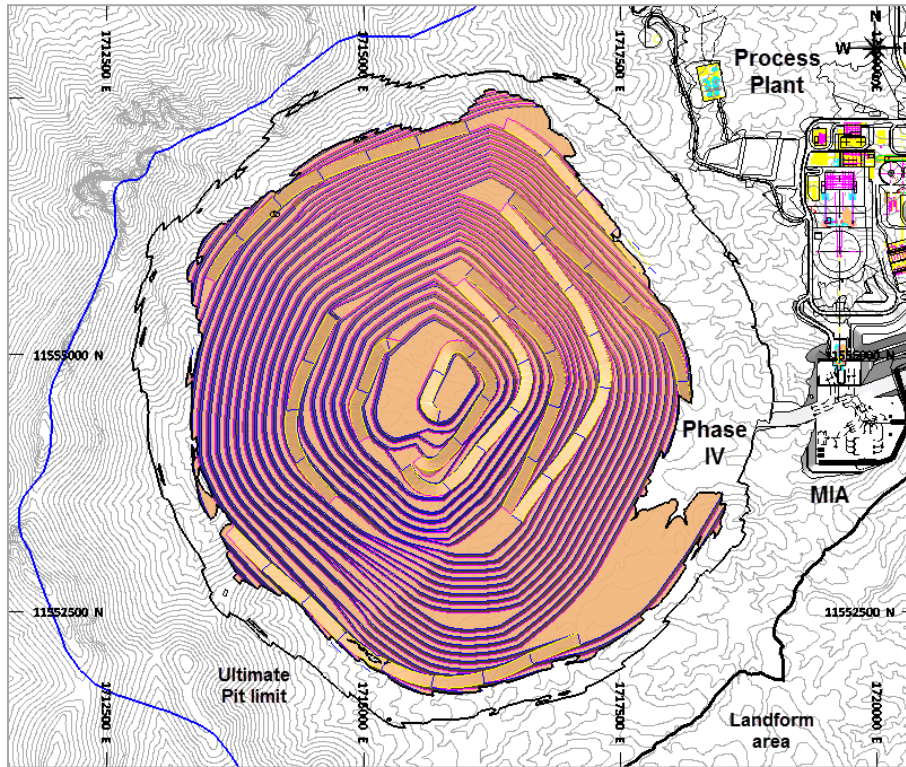 1712500 E
1715000 E
1717500 E
N
W
Process
Plant
11555000 N
Phase
IV
MIA
11552500 N
11552500 N
Ultimate
Pit limit
1712500 E
1715000 E
1717500 E
1720000 E
Landform
area